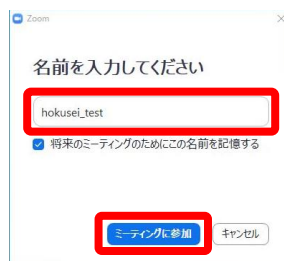 Zoom
名前を入力してください
hokusei_test
将来のミーティングのためにこの名前を記憶する
ミーティングに参加 キャンセル